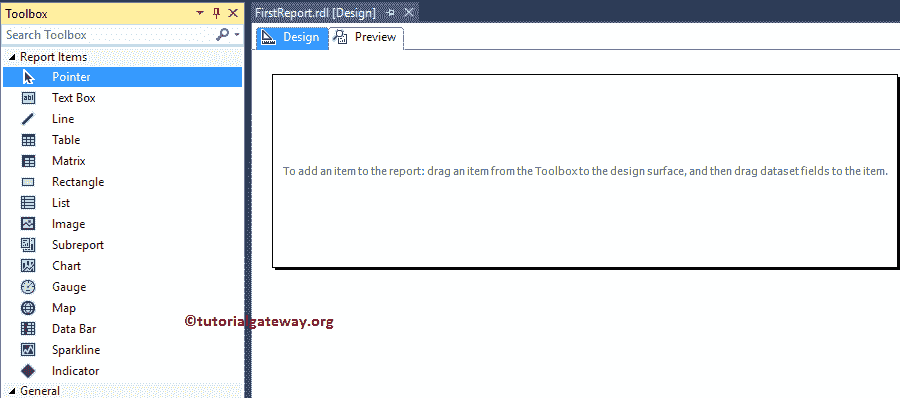 Toolbox
Search Toolbox
Report Items
Pointer
Text Box
Line
Table
Matrix
Rectangle
List
Image
Subreport
Chart
Gauge
Map
Data Bar
Sparkline
Indicator
General
FirstReport.rdl [Design]
Design
Preview
To add an item to the report: drag an item from the Toolbox to the design surface, and then drag dataset fields to the item.
©tutorialgateway.org